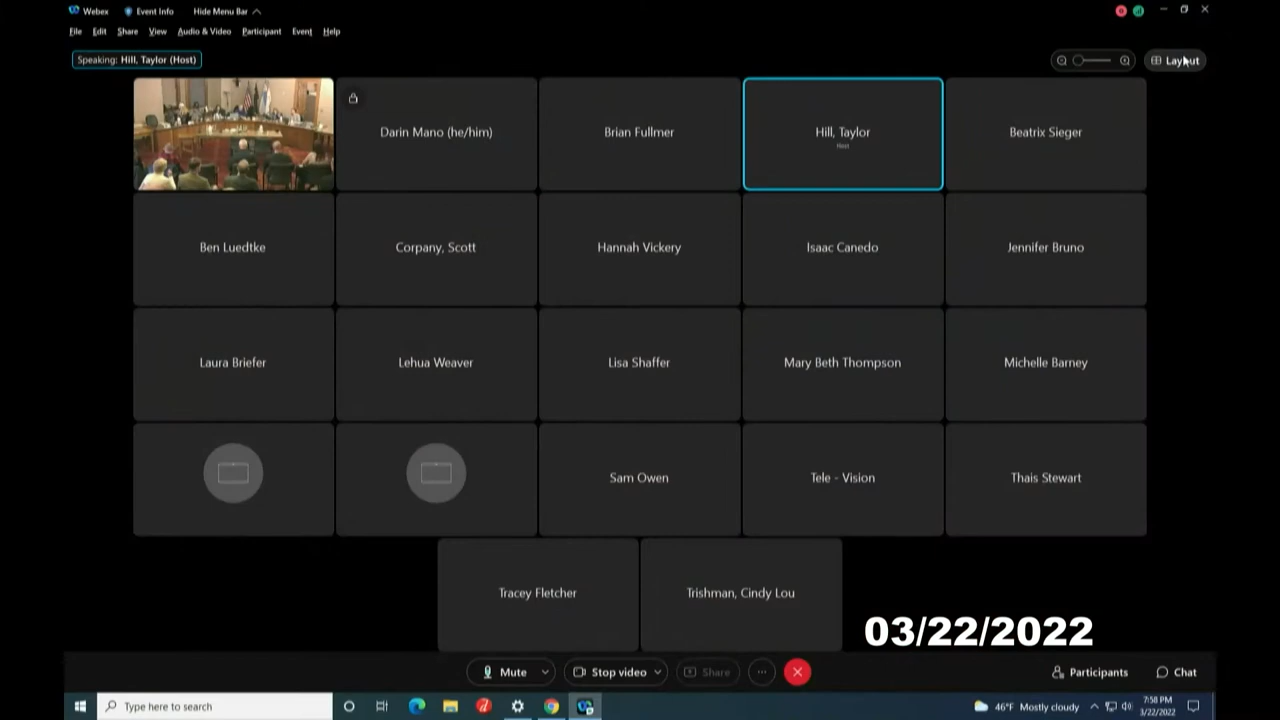 Webex Event Info Hide Menu Bar
File Edit Share View Audio & Video Participant Event Help
Speaking: Hill, Taylor (Host)
Layout
Darin Mano (he/him)
Brian Fullmer
Hill, Taylor
Host
Beatrix Sieger
Ben Luedtke
Corpany, Scott
Hannah Vickery
Isaac Canedo
Jennifer Bruno
Laura Briefer
Lehua Weaver
Lisa Shaffer
Mary Beth Thompson
Michelle Barney
Sam Owen
Tele - Vision
Thais Stewart
Tracey Fletcher
Trishman, Cindy Lou
03/22/2022
Mute Stop video Share Participants Chat
Type here to search
46°F Mostly cloudy
7:58 PM
3/22/2022